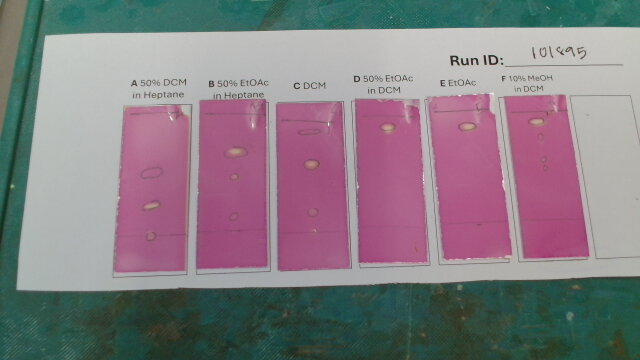 Run ID: 101895
A 50% DCM
in Heptane
B 50% EtOAc
in Heptane
C DCM
D 50% EtOAc
in DCM
E EtOAc
F 10% MeOH
in DCM